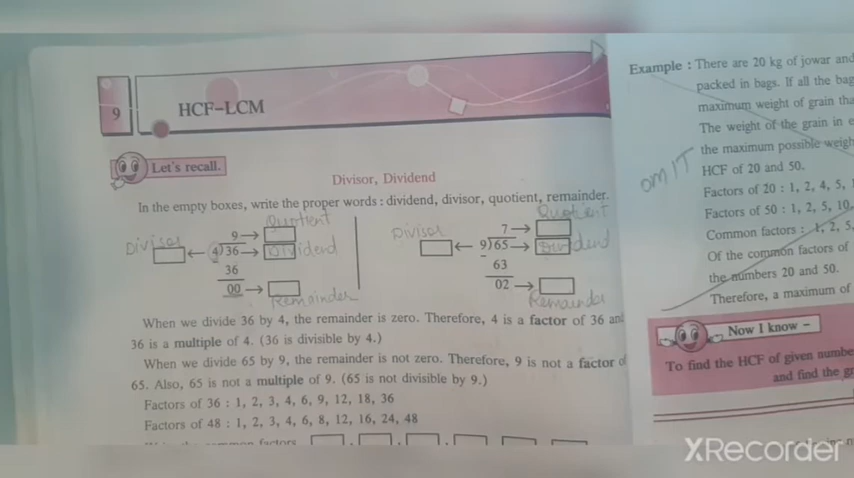 9
HCF-LCM
Let's recall.
Divisor, Dividend
In the empty boxes, write the proper words : dividend, divisor, quotient, remainder.
Quotient
9
Divisor
4)36
Dividend
36
00
Remainder
Quotient
7
Divisor
9)65
Dividend
- 63
02
Remainder
When we divide 36 by 4, the remainder is zero. Therefore, 4 is a factor of 36 and
36 is a multiple of 4. (36 is divisible by 4.)
When we divide 65 by 9, the remainder is not zero. Therefore, 9 is not a factor of
65. Also, 65 is not a multiple of 9. (65 is not divisible by 9.)
Factors of 36 : 1, 2, 3, 4, 6, 9, 12, 18, 36
Factors of 48 : 1, 2, 3, 4, 6, 8, 12, 16, 24, 48
common factors
Example : There are 20 kg of jowar and
packed in bags. If all the bag
maximum weight of grain tha
The weight of the grain in e
the maximum possible weigh
HCF of 20 and 50.
OMIT
Factors of 20 : 1, 2, 4, 5,
Factors of 50 : 1, 2, 5, 10,
Common factors : 1, 2, 5,
Of the common factors of
the numbers 20 and 50.
Therefore, a maximum of
Now I know -
To find the HCF of given numbe
and find the gr
XRecorder